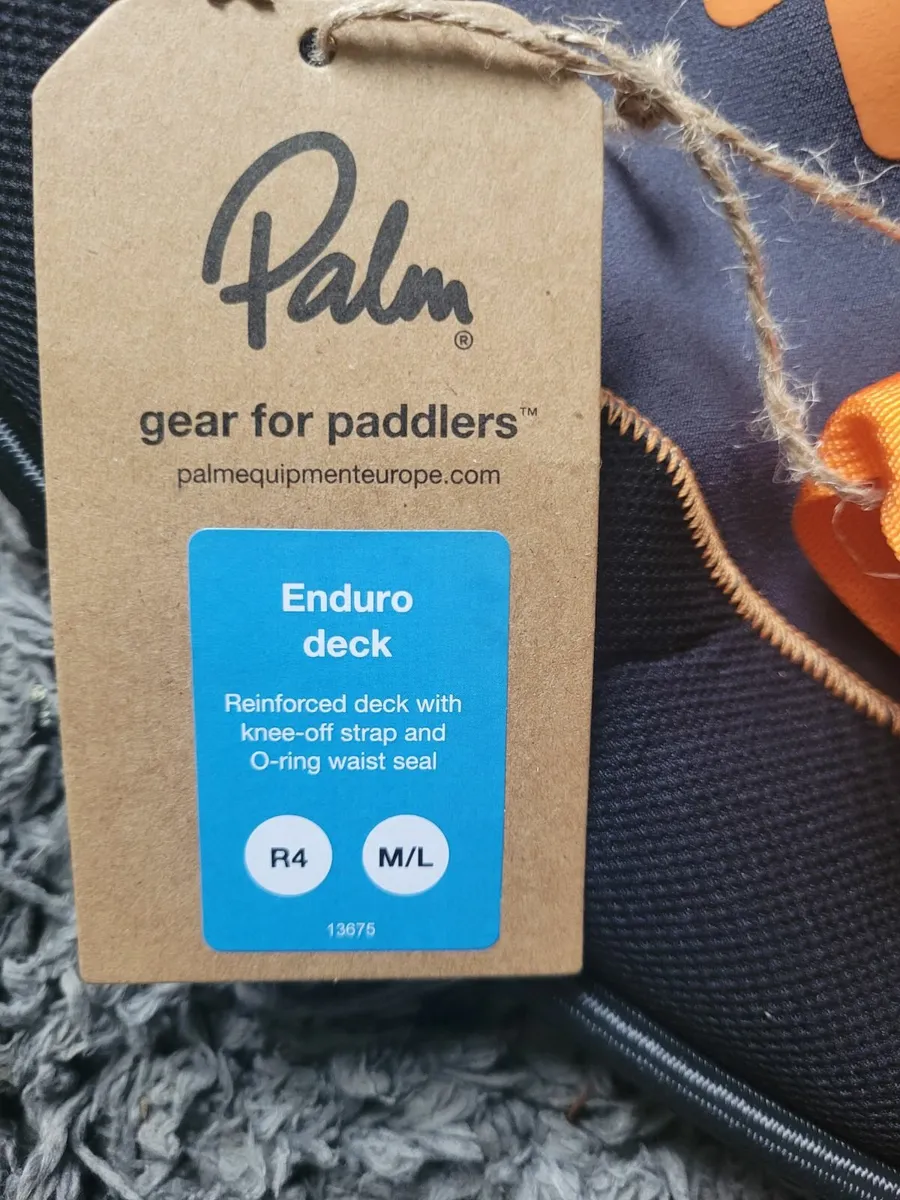 Palm®
gear for paddlers™
palmequipmenteurope.com
Enduro
deck
Reinforced deck with
knee-off strap and
O-ring waist seal
R4 M/L
13675